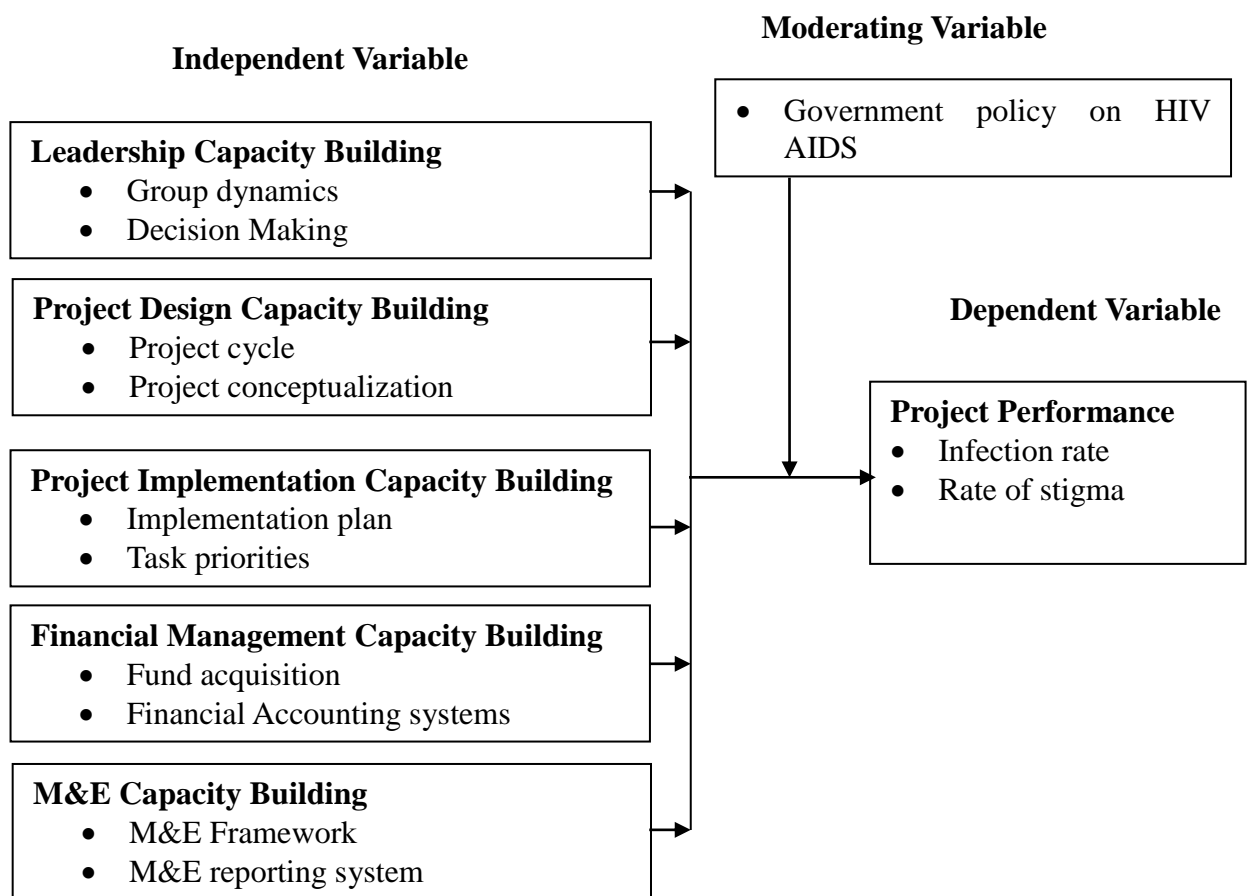 Moderating Variable
Independent Variable
• Government policy on HIV
AIDS
Leadership Capacity Building
• Group dynamics
• Decision Making
Project Design Capacity Building
• Project cycle
• Project conceptualization
Dependent Variable
Project Performance
• Infection rate
• Rate of stigma
Project Implementation Capacity Building
• Implementation plan
• Task priorities
Financial Management Capacity Building
• Fund acquisition
• Financial Accounting systems
M&E Capacity Building
• M&E Framework
• M&E reporting system